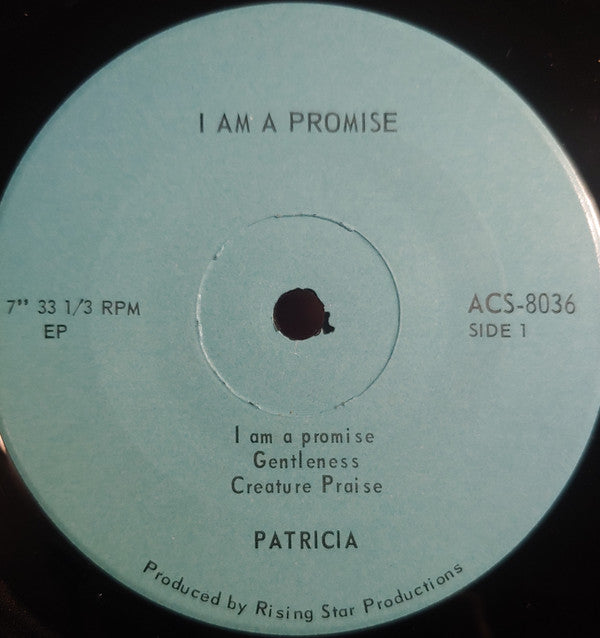 I AM A PROMISE
7" 33 1/3 RPM
EP
ACS-8036
SIDE 1
I am a promise
Gentleness
Creature Praise
PATRICIA
Produced by Rising Star Productions